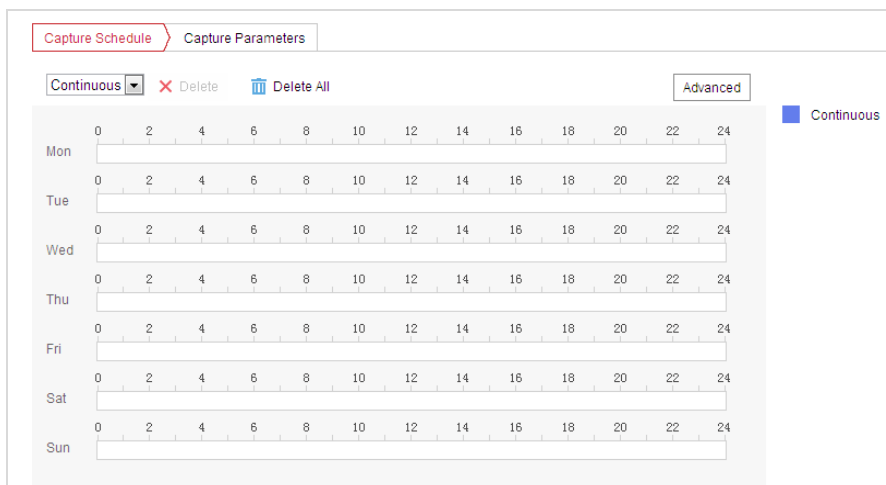 Capture Schedule Capture Parameters
Continuous Delete Delete All Advanced
Continuous
0 2 4 6 8 10 12 14 16 18 20 22 24
Mon
0 2 4 6 8 10 12 14 16 18 20 22 24
Tue
0 2 4 6 8 10 12 14 16 18 20 22 24
Wed
0 2 4 6 8 10 12 14 16 18 20 22 24
Thu
0 2 4 6 8 10 12 14 16 18 20 22 24
Fri
0 2 4 6 8 10 12 14 16 18 20 22 24
Sat
0 2 4 6 8 10 12 14 16 18 20 22 24
Sun